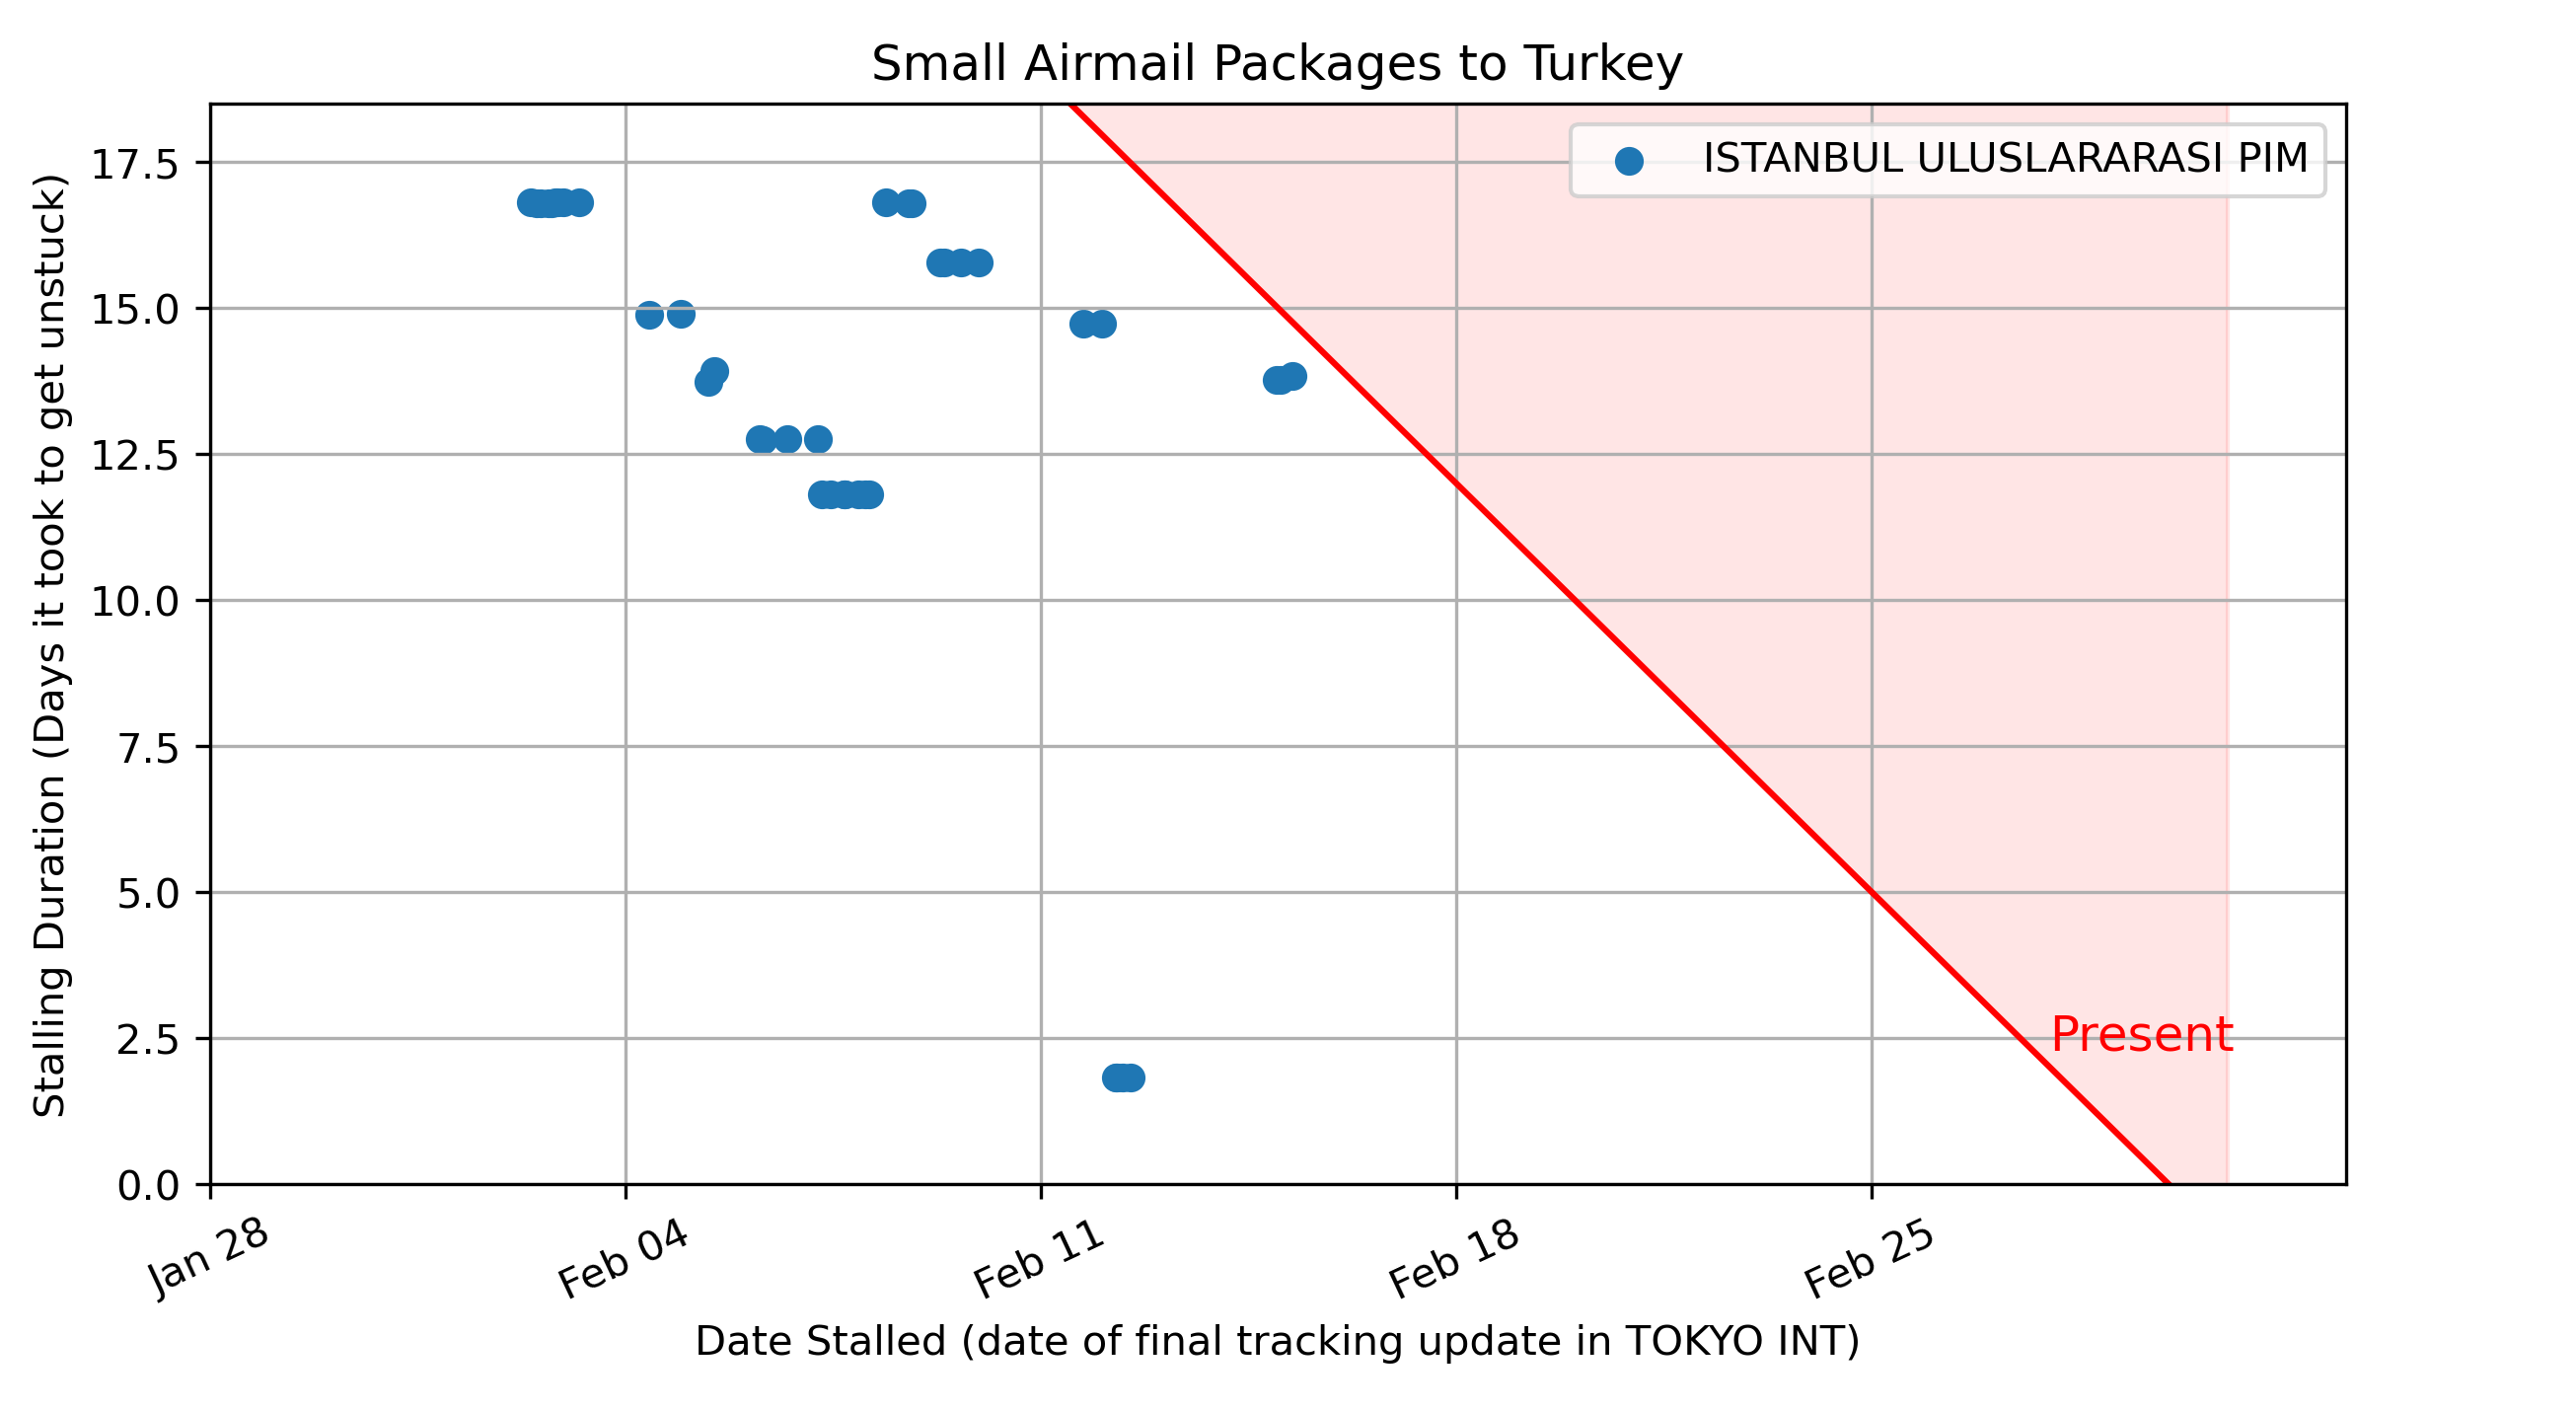 Small Airmail Packages to Turkey
ISTANBUL ULUSLARARASI PIM
Stalling Duration (Days it took to get unstuck)
17.5
15.0
12.5
10.0
7.5
5.0
2.5
0.0
Present
Jan 28
Feb 04
Feb 11
Feb 18
Feb 25
Date Stalled (date of final tracking update in TOKYO INT)